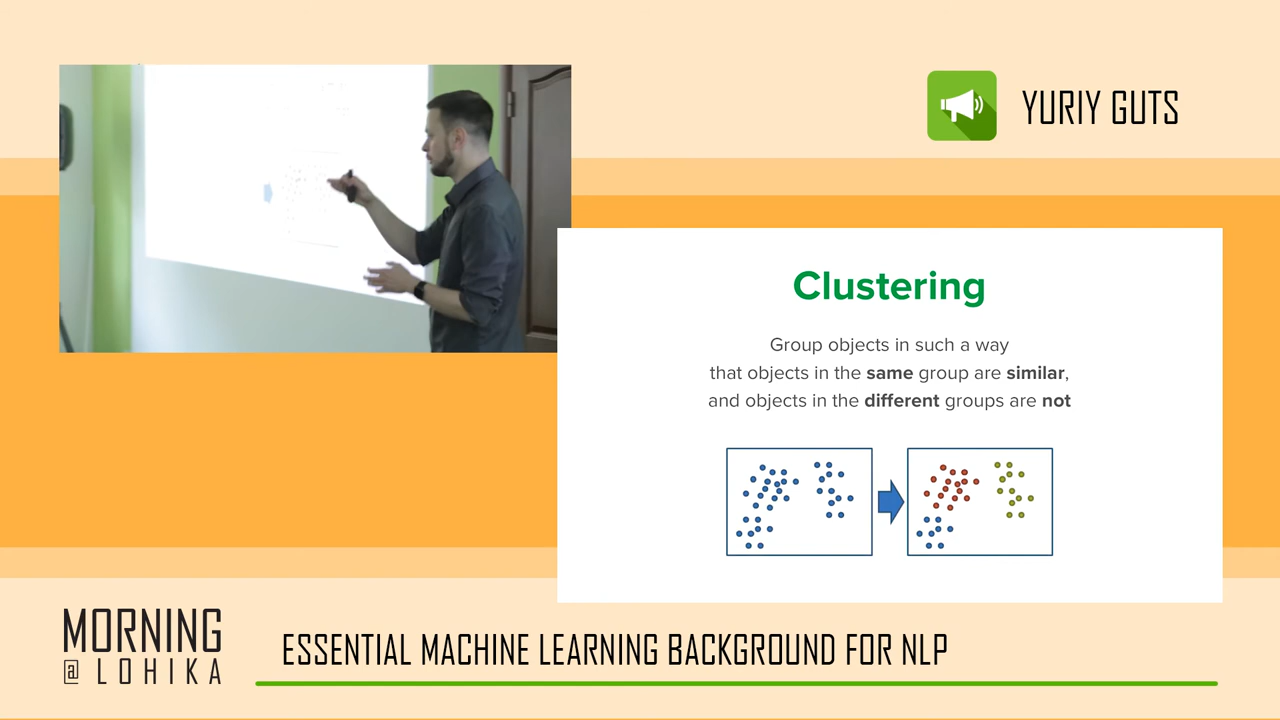 YURIY GUTS
Clustering
Group objects in such a way
that objects in the same group are similar,
and objects in the different groups are not
MORNING
@ LOHIKA
ESSENTIAL MACHINE LEARNING BACKGROUND FOR NLP